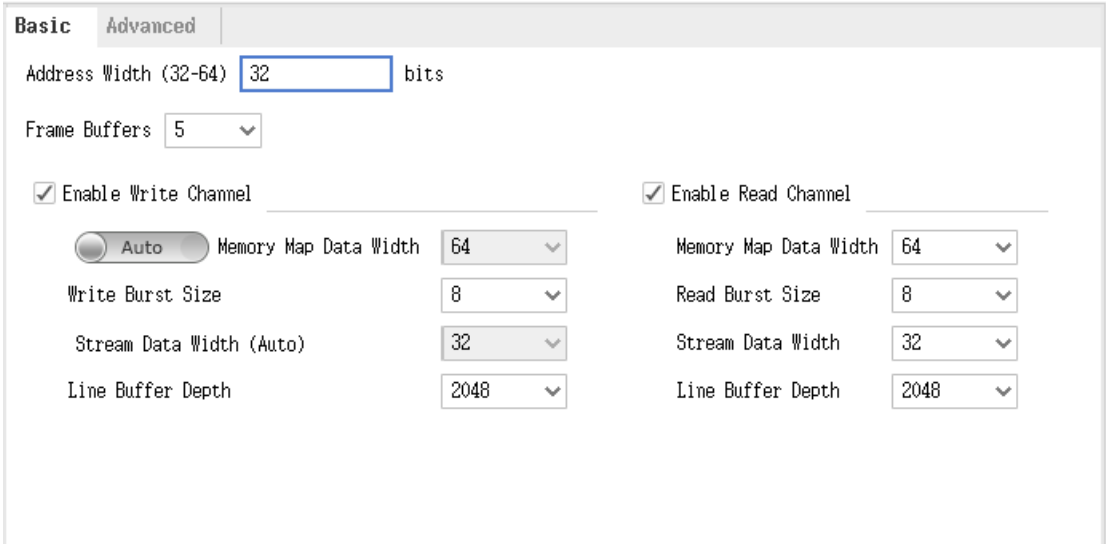 Basic Advanced
Address Width (32-64) 32 bits
Frame Buffers 5
Enable Write Channel Enable Read Channel
Auto Memory Map Data Width 64 Memory Map Data Width 64
Write Burst Size 8 Read Burst Size 8
Stream Data Width (Auto) 32 Stream Data Width 32
Line Buffer Depth 2048 Line Buffer Depth 2048